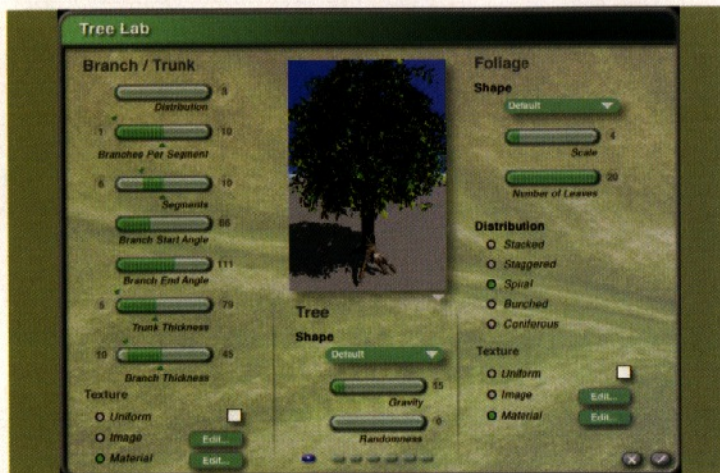 Tree Lab
Branch / Trunk
8
Distribution
1 10
Branches Per Segment
6 10
Segments
66
Branch Start Angle
111
Branch End Angle
5 79
Trunk Thickness
10 45
Branch Thickness
Texture
Uniform
Image Edit...
Material Edit...
Tree
Shape
Default
55
Gravity
0
Randomness
Foliage
Shape
Default
4
Scale
20
Number of Leaves
Distribution
Stacked
Staggered
Spiral
Bunched
Coniferous
Texture
Uniform
Image Edit...
Material Edit...